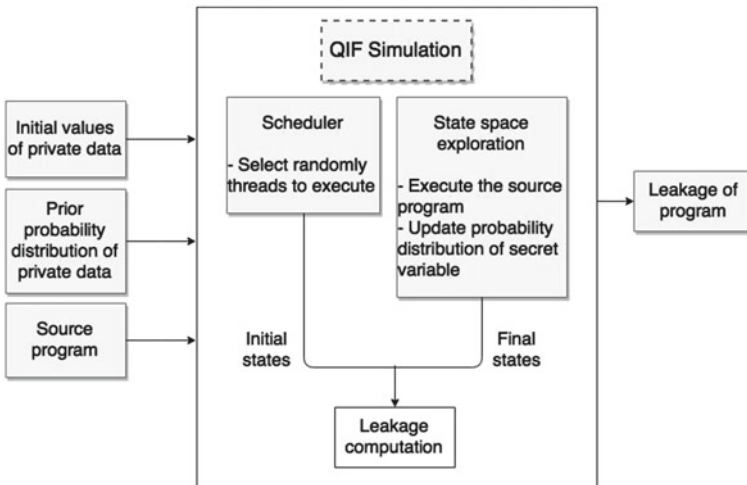 QIF Simulation
Initial values
of private data
Prior
probability
distribution of
private data
Source
program
Scheduler
- Select randomly
threads to execute
State space
exploration
- Execute the source
program
- Update probability
distribution of secret
variable
Initial
states
Final
states
Leakage
computation
Leakage of
program